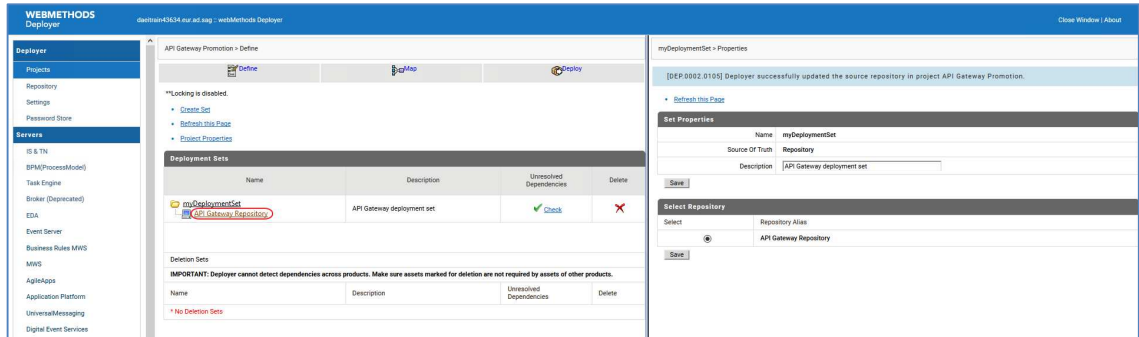 WEBMETHODS
Deployer
daeitrain43634.eur.ad.sag :: webMethods Deployer
Close Window | About
Deployer
Projects
Repository
Settings
Password Store
Servers
IS & TN
BPM(ProcessModel)
Task Engine
Broker (Deprecated)
EDA
Event Server
Business Rules MWS
MWS
AgileApps
Application Platform
UniversalMessaging
Digital Event Services
API Gateway Promotion > Define
Define Map Deploy
**Locking is disabled.
Create Set
Refresh this Page
Project Properties
Deployment Sets
Name Description Unresolved Dependencies Delete
myDeploymentSet
API Gateway Repository
API Gateway deployment set Check
Deletion Sets
IMPORTANT: Deployer cannot detect dependencies across products. Make sure assets marked for deletion are not required by assets of other products.
Name Description Unresolved Dependencies Delete
* No Deletion Sets
myDeploymentSet > Properties
[DEP.0002.0105] Deployer successfully updated the source repository in project API Gateway Promotion.
Refresh this Page
Set Properties
Name myDeploymentSet
Source Of Truth Repository
Description API Gateway deployment set
Save
Select Repository
Select Repository Alias
API Gateway Repository
Save